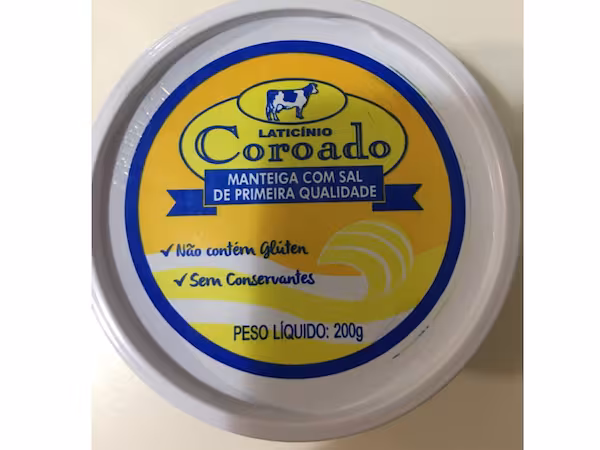 LATICÍNIO
Coroado
MANTEIGA COM SAL
DE PRIMEIRA QUALIDADE
✓Não contém Glúten
✓Sem Conservantes
PESO LÍQUIDO: 200g